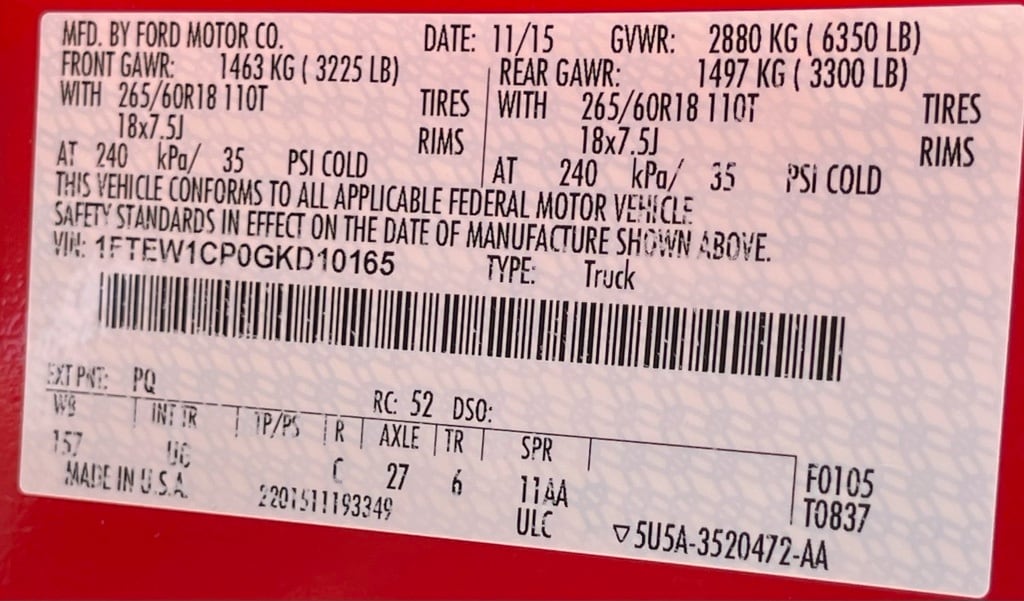 MFD. BY FORD MOTOR CO. DATE: 11/15 GVWR: 2880 KG ( 6350 LB)
FRONT GAWR: 1463 KG ( 3225 LB) REAR GAWR: 1497 KG ( 3300 LB)
WITH 265/60R18 110T TIRES WITH 265/60R18 110T TIRES
18x7.5J RIMS 18x7.5J RIMS
AT 240 kPa/ 35 PSI COLD AT 240 kPa/ 35 PSI COLD
THIS VEHICLE CONFORMS TO ALL APPLICABLE FEDERAL MOTOR VEHICLE
SAFETY STANDARDS IN EFFECT ON THE DATE OF MANUFACTURE SHOWN ABOVE.
VIN: 1FTEW1CP0GKD10165 TYPE: Truck
EXT PNT: PQ RC: 52 DSO:
WB INT TR TP/PS R AXLE TR SPR
157 UG C 27 6 11AA F0105
MADE IN U.S.A. 2201511193349 ULC T0837
▽5U5A-3520472-AA